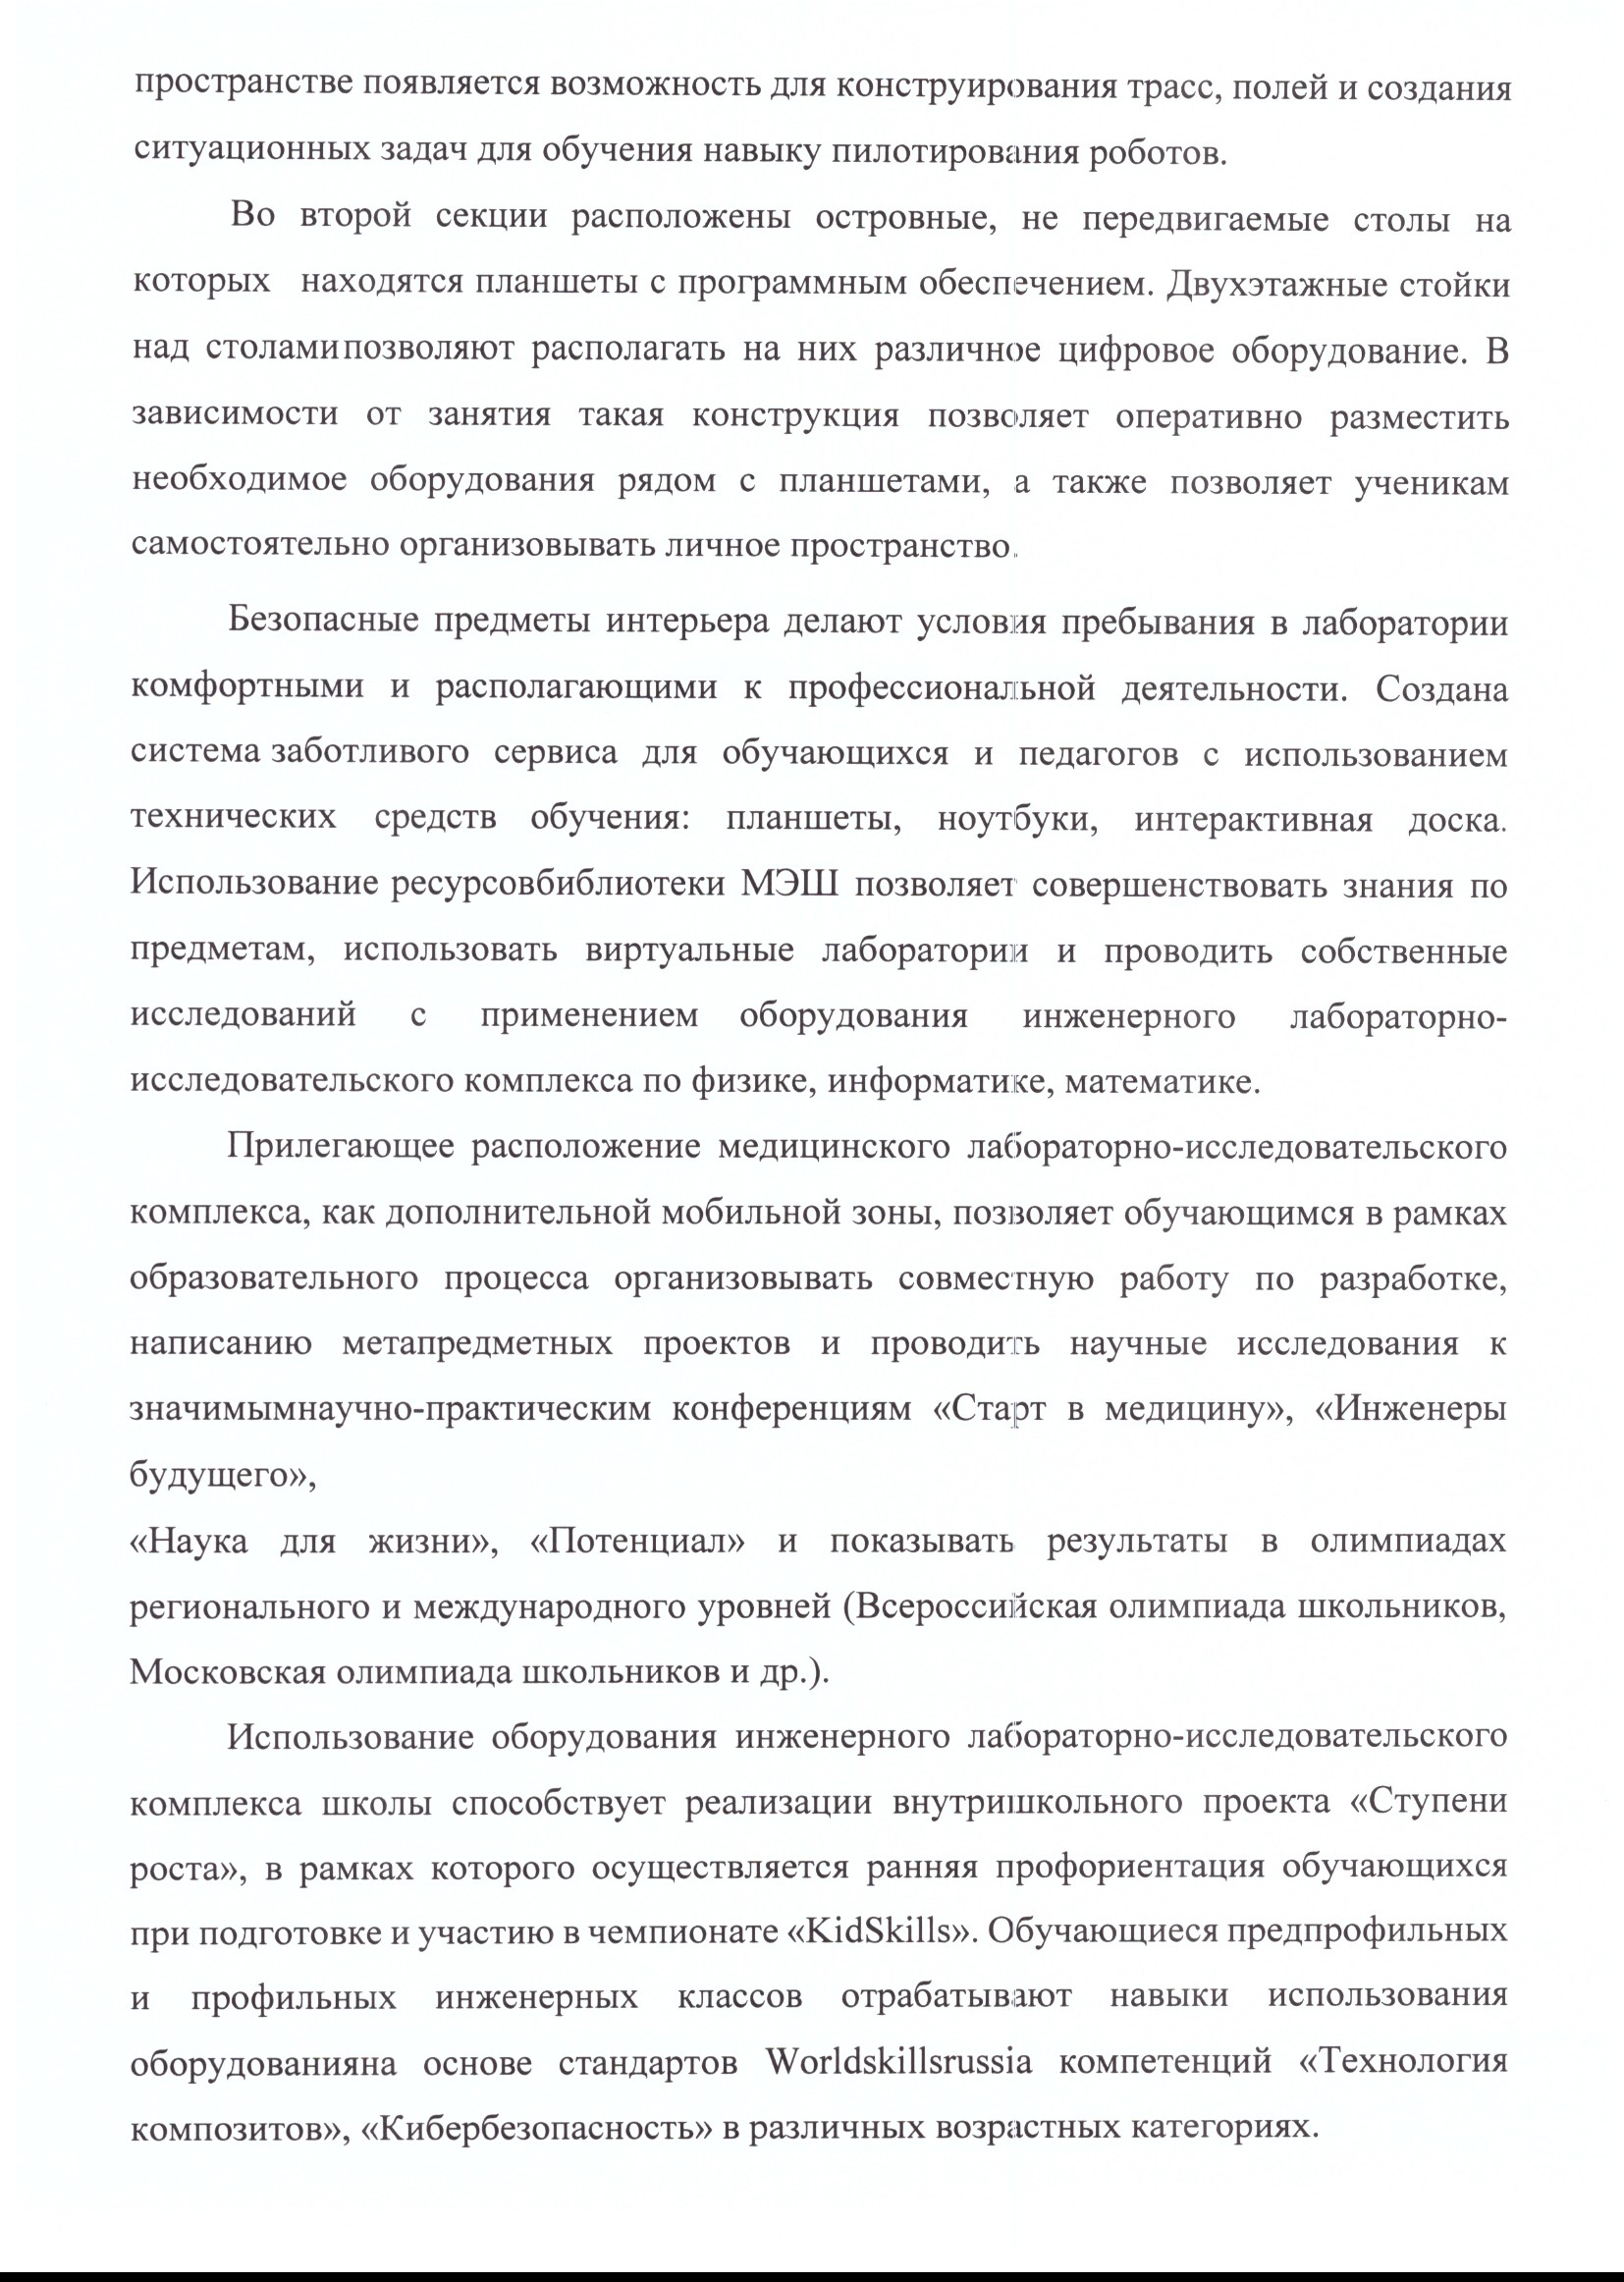 пространстве появляется возможность для конструирования трасс, полей и создания
ситуационных задач для обучения навыку пилотирования роботов.
Во второй секции расположены островные, не передвигаемые столы на
которых находятся планшеты с программным обеспечением. Двухэтажные стойки
над столамипозволяют располагать на них различное цифровое оборудование. В
зависимости от занятия такая конструкция позволяет оперативно разместить
необходимое оборудования рядом с планшетами, а также позволяет ученикам
самостоятельно организовывать личное пространство.
Безопасные предметы интерьера делают условия пребывания в лаборатории
комфортными и располагающими к профессиональной деятельности. Создана
система заботливого сервиса для обучающихся и педагогов с использованием
технических средств обучения: планшеты, ноутбуки, интерактивная доска.
Использование ресурсовбиблиотеки МЭШ позволяет совершенствовать знания по
предметам, использовать виртуальные лаборатории и проводить собственные
исследований с применением оборудования инженерного лабораторно-
исследовательского комплекса по физике, информатике, математике.
Прилегающее расположение медицинского лабораторно-исследовательского
комплекса, как дополнительной мобильной зоны, позволяет обучающимся в рамках
образовательного процесса организовывать совместную работу по разработке,
написанию метапредметных проектов и проводить научные исследования к
значимымнаучно-практическим конференциям «Старт в медицину», «Инженеры
будущего»,
«Наука для жизни», «Потенциал» и показывать результаты в олимпиадах
регионального и международного уровней (Всероссийская олимпиада школьников,
Московская олимпиада школьников и др.).
Использование оборудования инженерного лабораторно-исследовательского
комплекса школы способствует реализации внутришкольного проекта «Ступени
роста», в рамках которого осуществляется ранняя профориентация обучающихся
при подготовке и участию в чемпионате «KidSkills». Обучающиеся предпрофильных
и профильных инженерных классов отрабатывают навыки использования
оборудованияна основе стандартов Worldskillsrussia компетенций «Технология
композитов», «Кибербезопасность» в различных возрастных категориях.